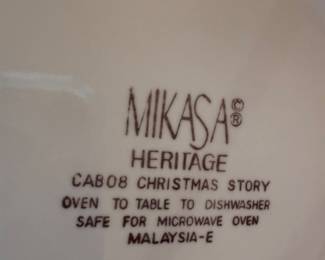 MIKASA © ®
HERITAGE
CAB08 CHRISTMAS STORY
OVEN TO TABLE TO DISHWASHER
SAFE FOR MICROWAVE OVEN
MALAYSIA-E